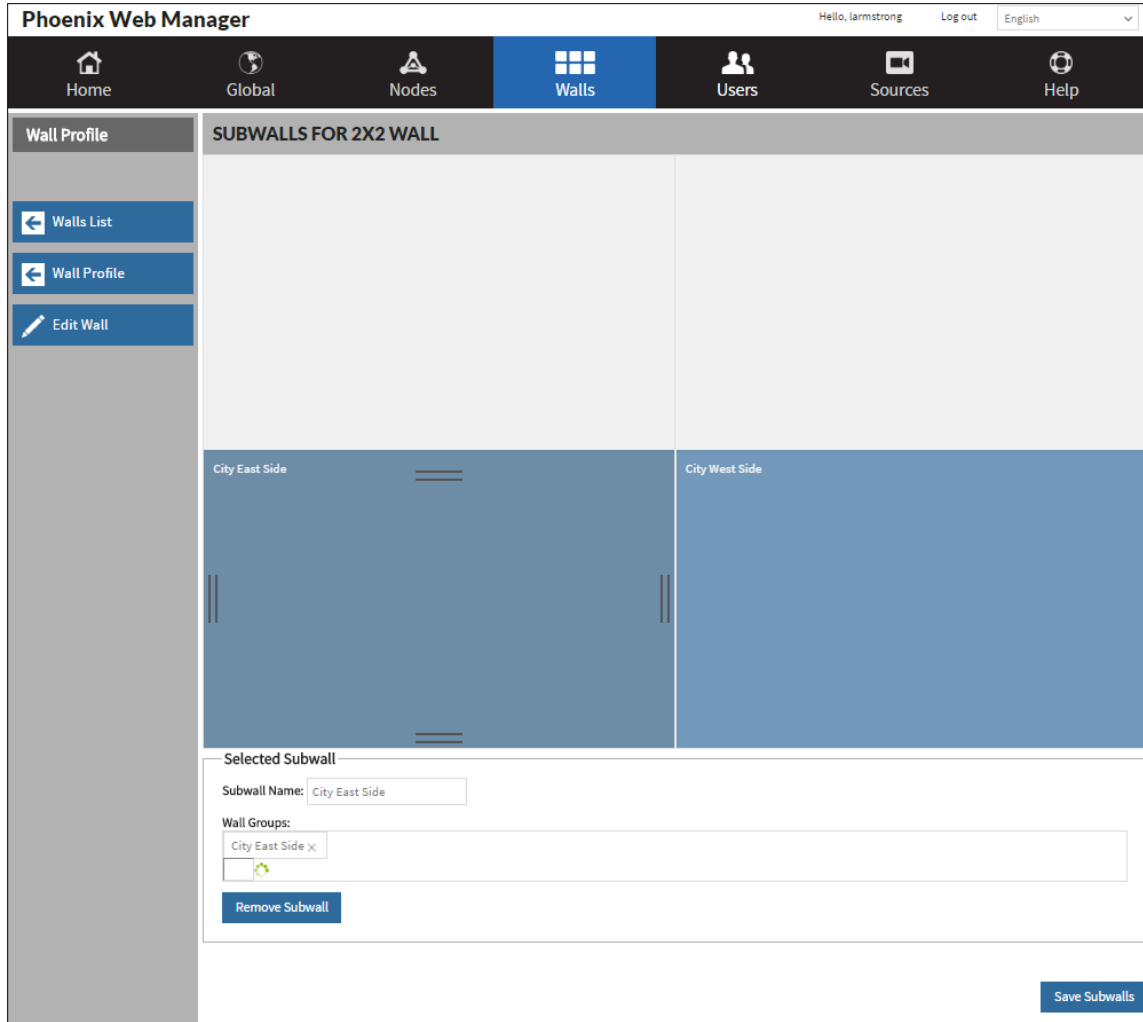 Phoenix Web Manager
Hello, larmstrong Log out English
Home Global Nodes Walls Users Sources Help
Wall Profile
SUBWALLS FOR 2X2 WALL
Walls List
Wall Profile
Edit Wall
City East Side City West Side
Selected Subwall
Subwall Name: City East Side
Wall Groups:
City East Side ×
Remove Subwall
Save Subwalls